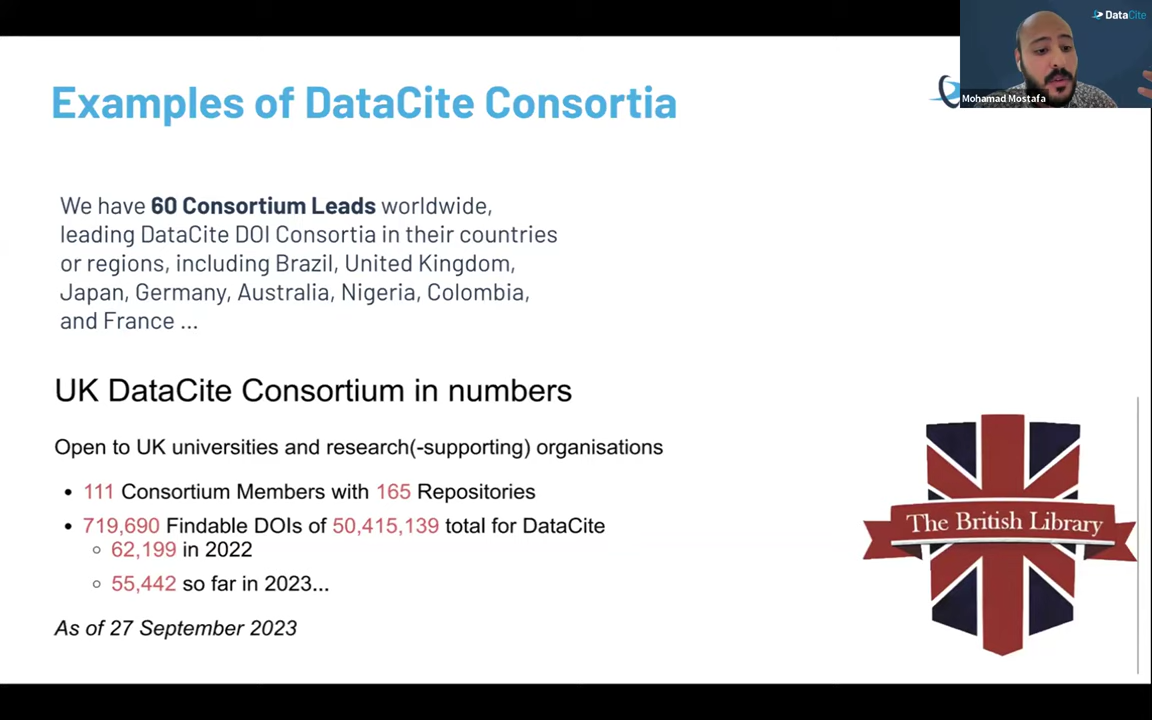 DataCite
Mohamad Mostafa
Examples of DataCite Consortia
We have 60 Consortium Leads worldwide,
leading DataCite DOI Consortia in their countries
or regions, including Brazil, United Kingdom,
Japan, Germany, Australia, Nigeria, Colombia,
and France ...
UK DataCite Consortium in numbers
Open to UK universities and research(-supporting) organisations
• 111 Consortium Members with 165 Repositories
• 719,690 Findable DOIs of 50,415,139 total for DataCite
○ 62,199 in 2022
○ 55,442 so far in 2023...
As of 27 September 2023
The British Library